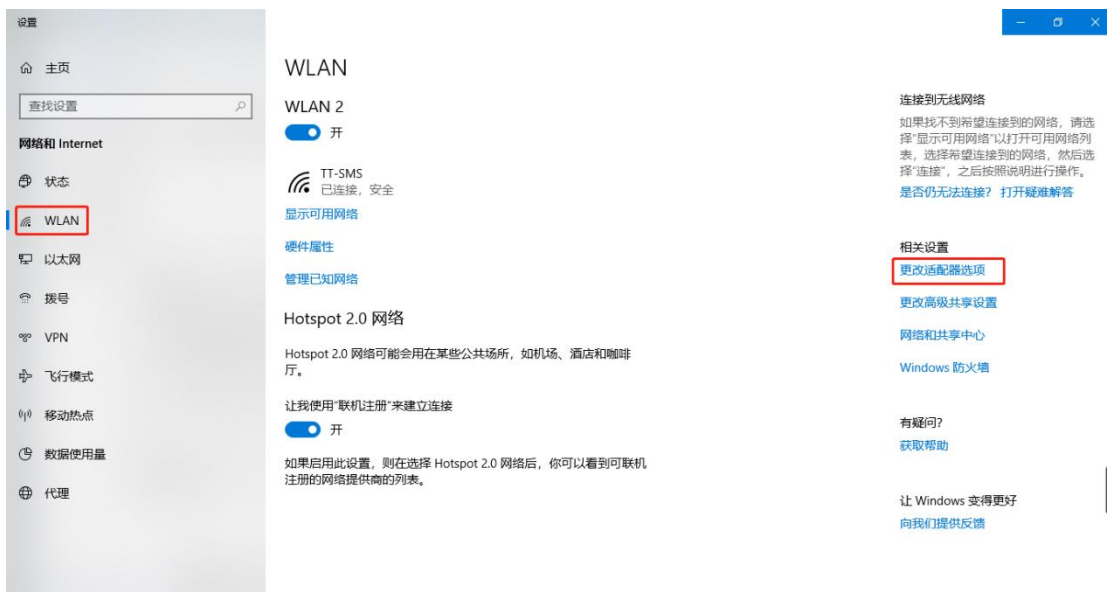 设置
主页
查找设置
网络和 Internet
状态
WLAN
以太网
拨号
VPN
飞行模式
移动热点
数据使用量
代理
WLAN
WLAN 2
开
TT-SMS
已连接，安全
显示可用网络
硬件属性
管理已知网络
Hotspot 2.0 网络
Hotspot 2.0 网络可能会用在某些公共场所，如机场、酒店和咖啡
厅。
让我使用"联机注册"来建立连接
开
如果启用此设置，则在选择 Hotspot 2.0 网络后，你可以看到可联机
注册的网络提供商的列表。
连接到无线网络
如果找不到希望连接到的网络，请选
择"显示可用网络"以打开可用网络列
表，选择希望连接到的网络，然后选
择"连接"，之后按照说明进行操作。
是否仍无法连接？ 打开疑难解答
相关设置
更改适配器选项
更改高级共享设置
网络和共享中心
Windows 防火墙
有疑问?
获取帮助
让 Windows 变得更好
向我们提供反馈